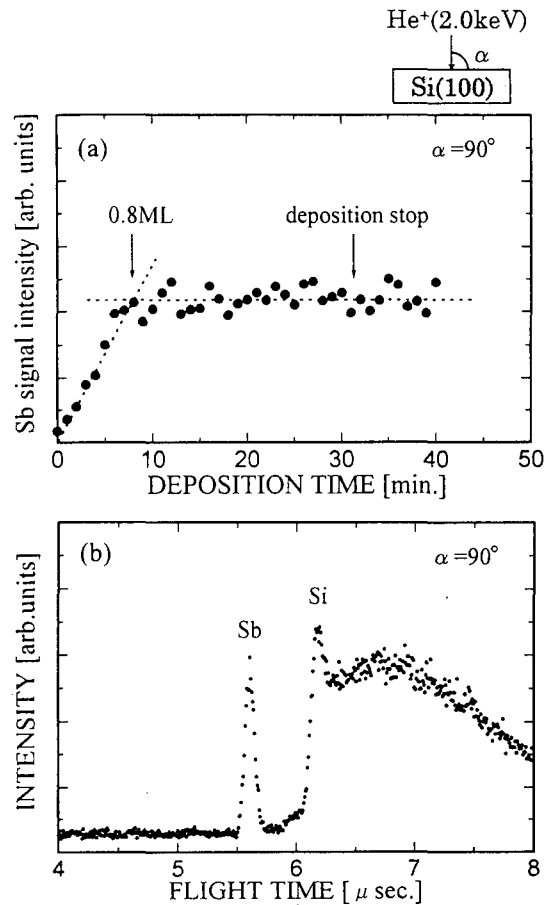 He⁺(2.0keV)
α
Si(100)
(a)
α=90°
0.8ML
deposition stop
Sb signal intensity [arb. units]
0 10 20 30 40 50
DEPOSITION TIME [min.]
(b)
α=90°
Sb
Si
INTENSITY [arb.units]
4 5 6 7 8
FLIGHT TIME [ μ sec.]